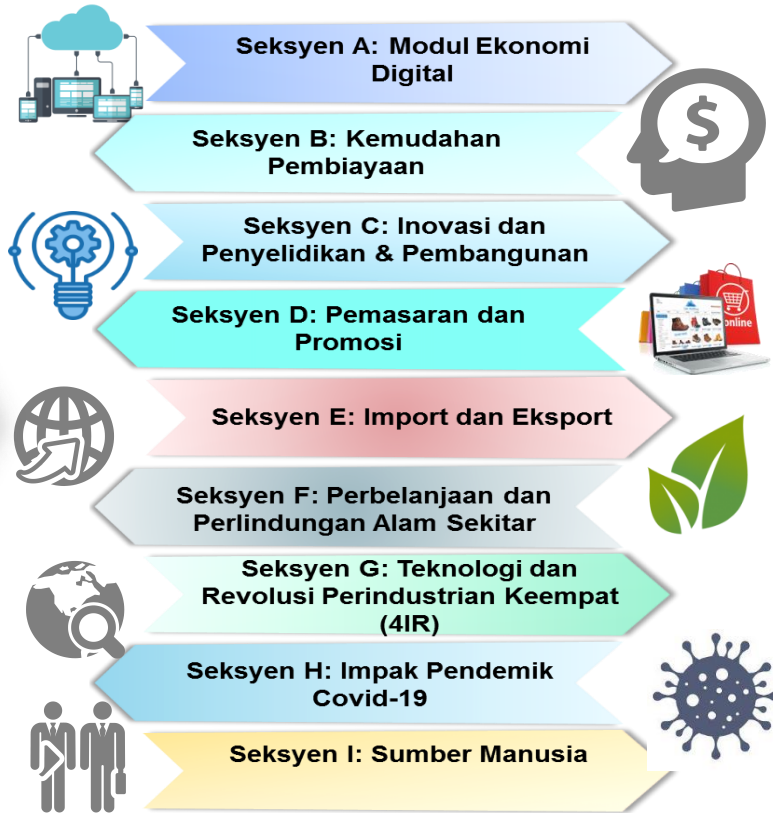 Seksyen A: Modul Ekonomi
Digital
Seksyen B: Kemudahan
Pembiayaan
$
Seksyen C: Inovasi dan
Penyelidikan & Pembangunan
Seksyen D: Pemasaran dan
Promosi
online
Seksyen E: Import dan Eksport
Seksyen F: Perbelanjaan dan
Perlindungan Alam Sekitar
Seksyen G: Teknologi dan
Revolusi Perindustrian Keempat
(4IR)
Seksyen H: Impak Pendemik
Covid-19
Seksyen I: Sumber Manusia